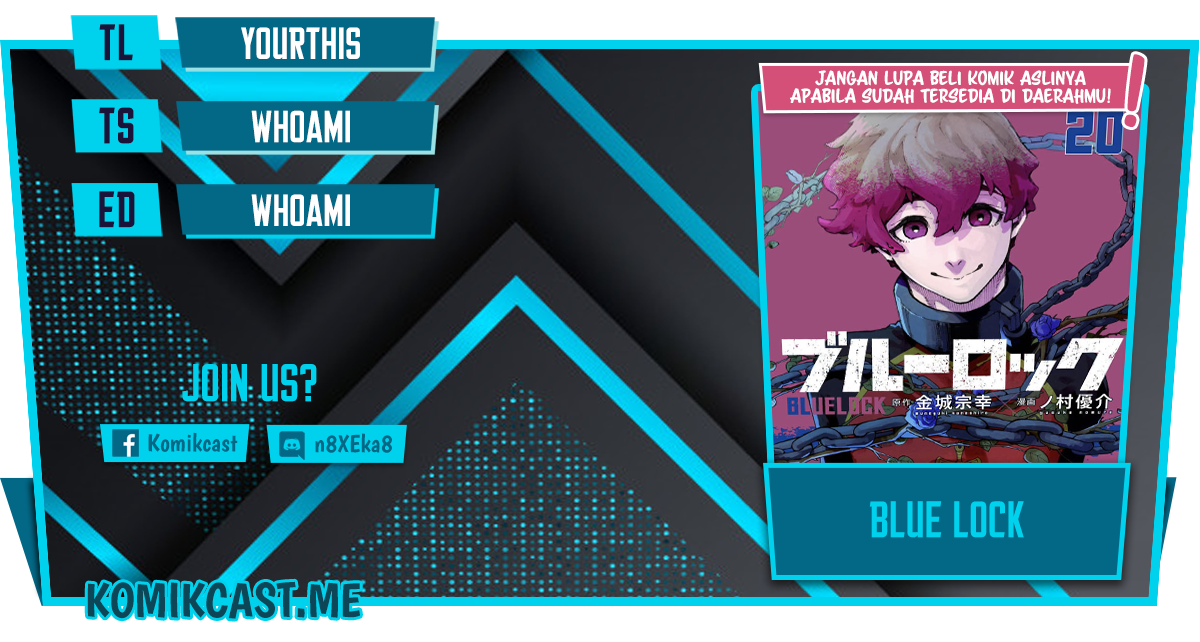 TL YOURTHIS
TS WHOAMI
ED WHOAMI
JOIN US?
Komikcast n8XEka8
KOMIKCAST.ME
JANGAN LUPA BELI KOMIK ASLINYA
APABILA SUDAH TERSEDIA DI DAERAHMU!
20
ブルーロック
BLUELOCK 原作 金城宗幸 漫画 ノ村優介
BLUE LOCK